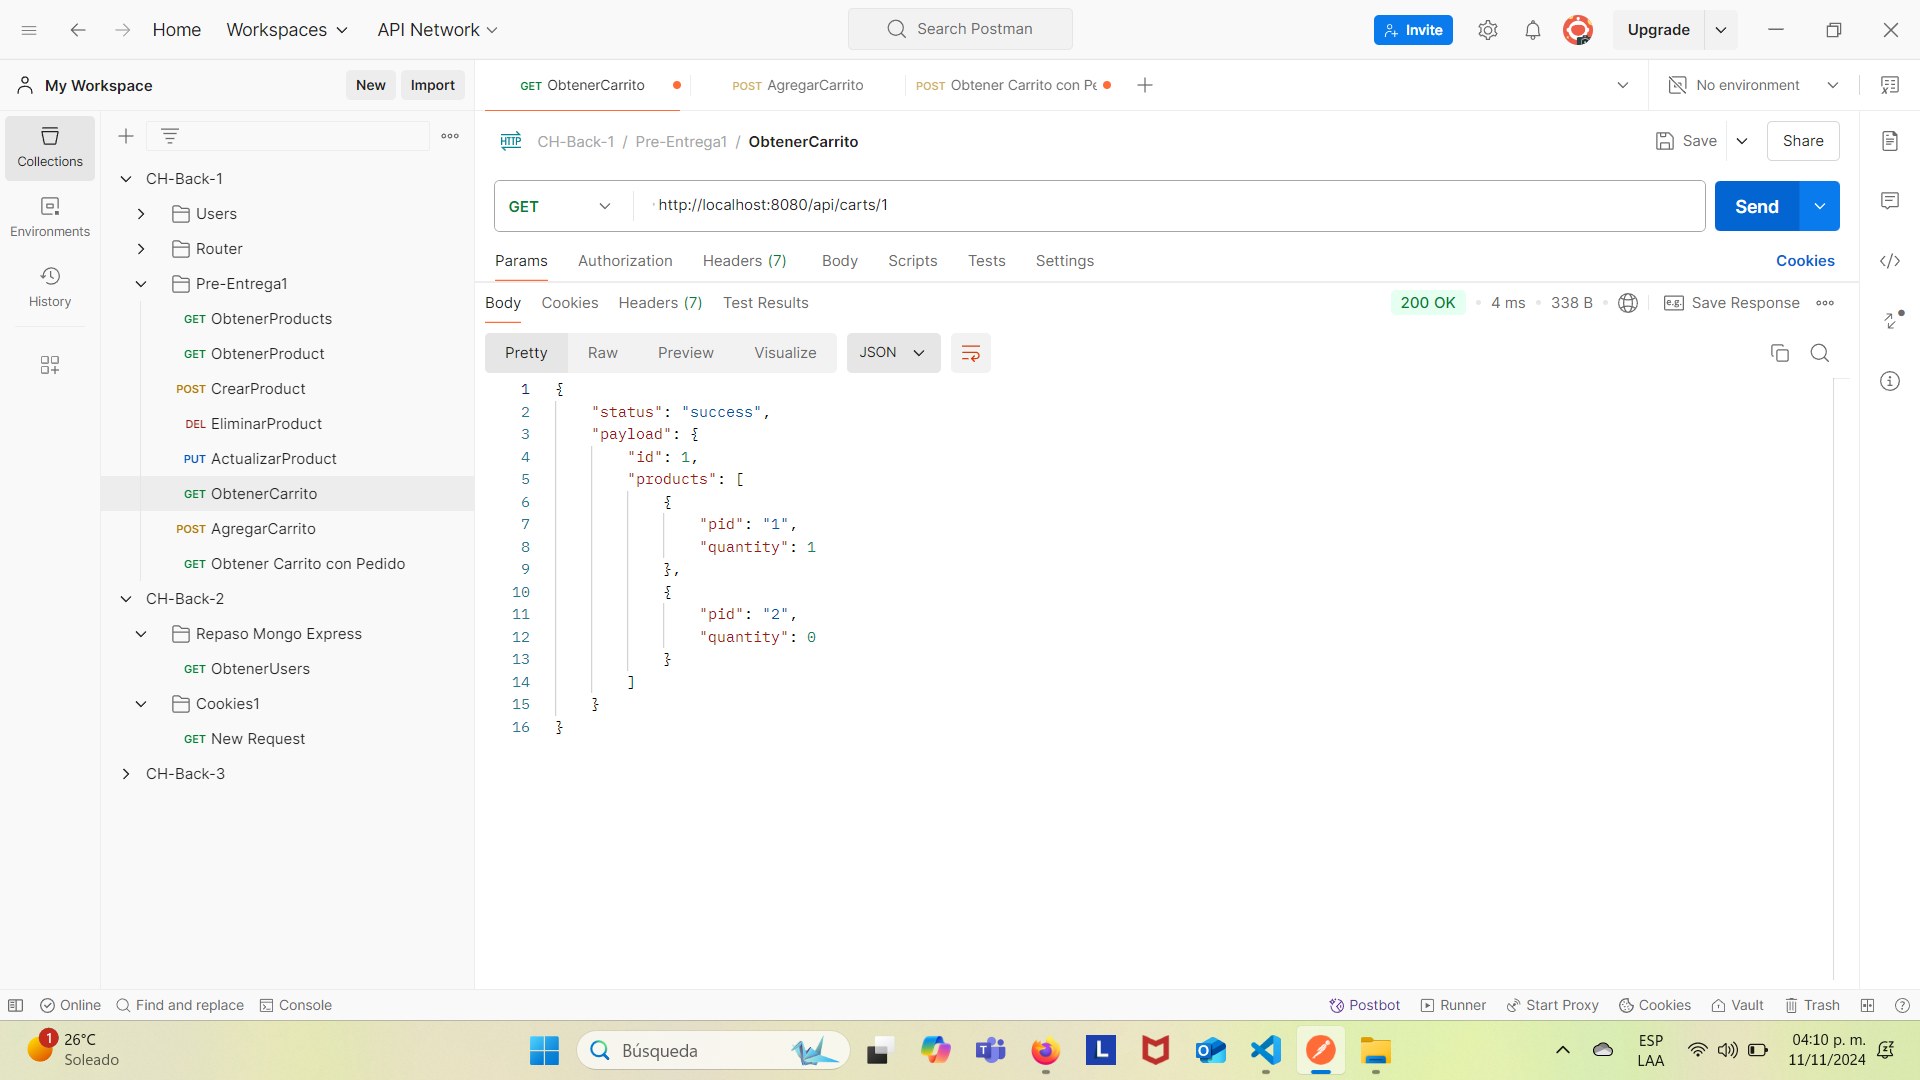 Home
Workspaces
API Network
Search Postman
Invite
Upgrade
My Workspace
New
Import
GET ObtenerCarrito
POST AgregarCarrito
POST Obtener Carrito con Pe
No environment
Collections
Environments
History
CH-Back-1
Users
Router
Pre-Entrega1
GET ObtenerProducts
GET ObtenerProduct
POST CrearProduct
DEL EliminarProduct
PUT ActualizarProduct
GET ObtenerCarrito
POST AgregarCarrito
GET Obtener Carrito con Pedido
CH-Back-2
Repaso Mongo Express
GET ObtenerUsers
Cookies1
GET New Request
CH-Back-3
HTTP CH-Back-1 / Pre-Entrega1 / ObtenerCarrito
Save
Share
GET http://localhost:8080/api/carts/1
Send
Params Authorization Headers (7) Body Scripts Tests Settings
Cookies
Body Cookies Headers (7) Test Results
200 OK 4 ms 338 B
e.g. Save Response
Pretty Raw Preview Visualize JSON
1 {
2 "status": "success",
3 "payload": {
4 "id": 1,
5 "products": [
6 {
7 "pid": "1",
8 "quantity": 1
9 },
10 {
11 "pid": "2",
12 "quantity": 0
13 }
14 ]
15 }
16 }
Online Find and replace Console
Postbot Runner Start Proxy Cookies Vault Trash
1
26°C
Soleado
Búsqueda
L
ESP
LAA
04:10 p. m.
11/11/2024